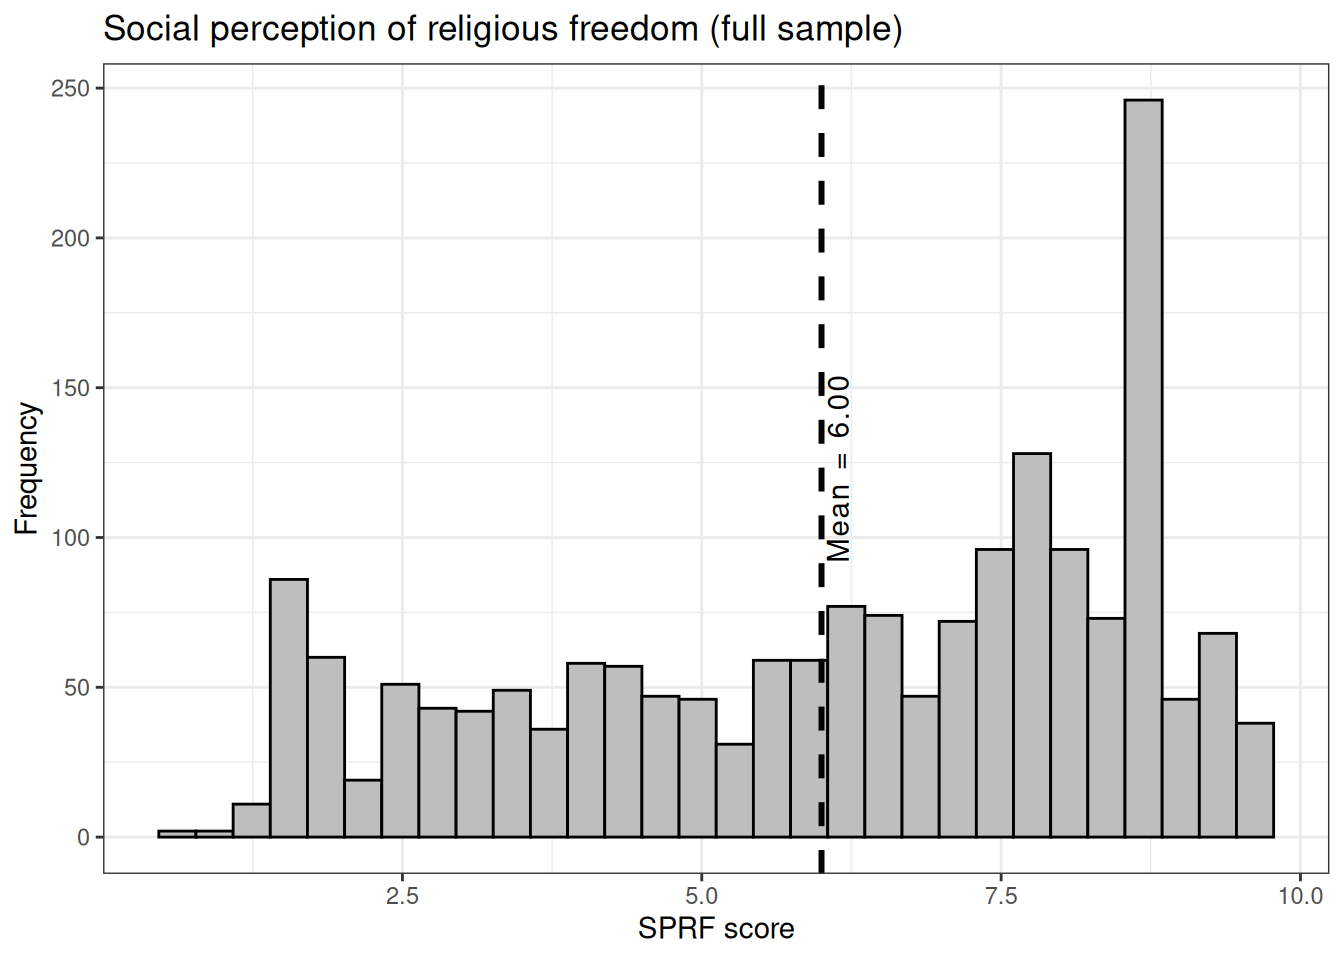 Social perception of religious freedom (full sample)
250
200
150
100
50
0
Frequency
Mean = 6.00
2.5
5.0
7.5
10.0
SPRF score